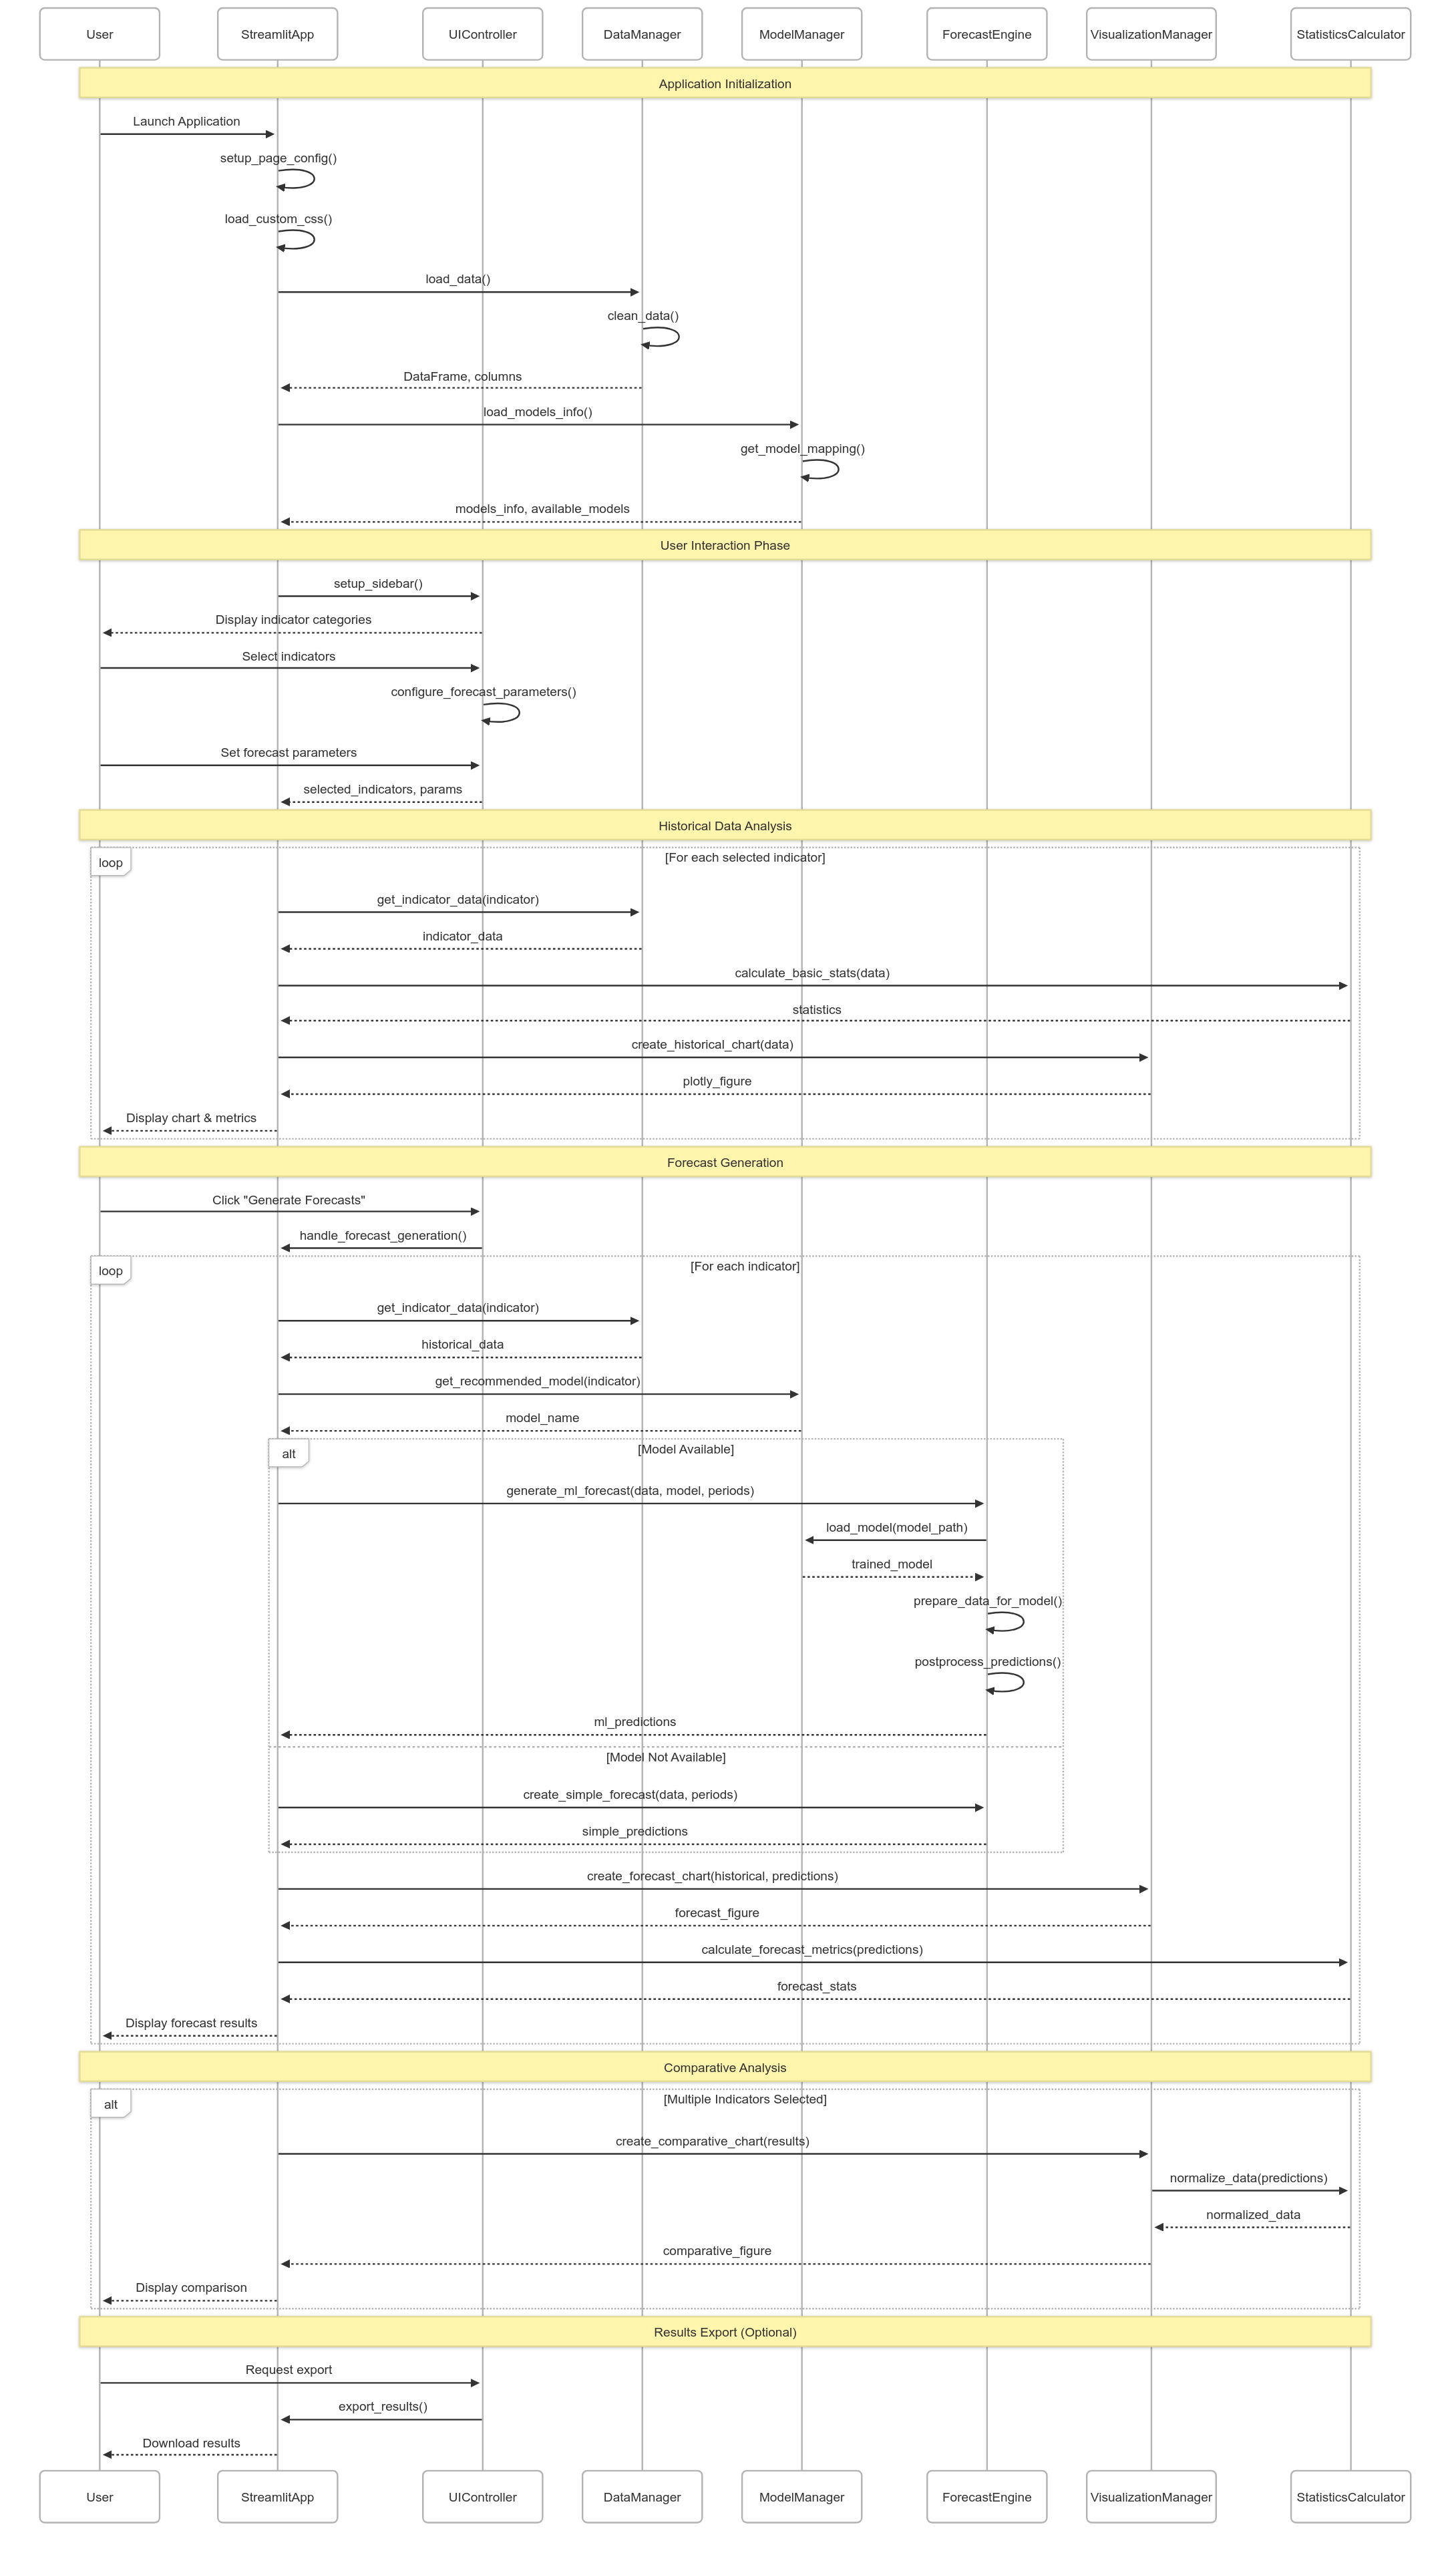 User
StreamlitApp
UIController
DataManager
ModelManager
ForecastEngine
VisualizationManager
StatisticsCalculator
Application Initialization
Launch Application
setup_page_config()
load_custom_css()
load_data()
clean_data()
DataFrame, columns
load_models_info()
get_model_mapping()
models_info, available_models
User Interaction Phase
setup_sidebar()
Display indicator categories
Select indicators
configure_forecast_parameters()
Set forecast parameters
selected_indicators, params
Historical Data Analysis
loop
[For each selected indicator]
get_indicator_data(indicator)
indicator_data
calculate_basic_stats(data)
statistics
create_historical_chart(data)
plotly_figure
Display chart & metrics
Forecast Generation
Click "Generate Forecasts"
handle_forecast_generation()
loop
[For each indicator]
get_indicator_data(indicator)
historical_data
get_recommended_model(indicator)
model_name
alt
[Model Available]
generate_ml_forecast(data, model, periods)
load_model(model_path)
trained_model
prepare_data_for_model()
postprocess_predictions()
ml_predictions
[Model Not Available]
create_simple_forecast(data, periods)
simple_predictions
create_forecast_chart(historical, predictions)
forecast_figure
calculate_forecast_metrics(predictions)
forecast_stats
Display forecast results
Comparative Analysis
alt
[Multiple Indicators Selected]
create_comparative_chart(results)
normalize_data(predictions)
normalized_data
comparative_figure
Display comparison
Results Export (Optional)
Request export
export_results()
Download results
User
StreamlitApp
UIController
DataManager
ModelManager
ForecastEngine
VisualizationManager
StatisticsCalculator